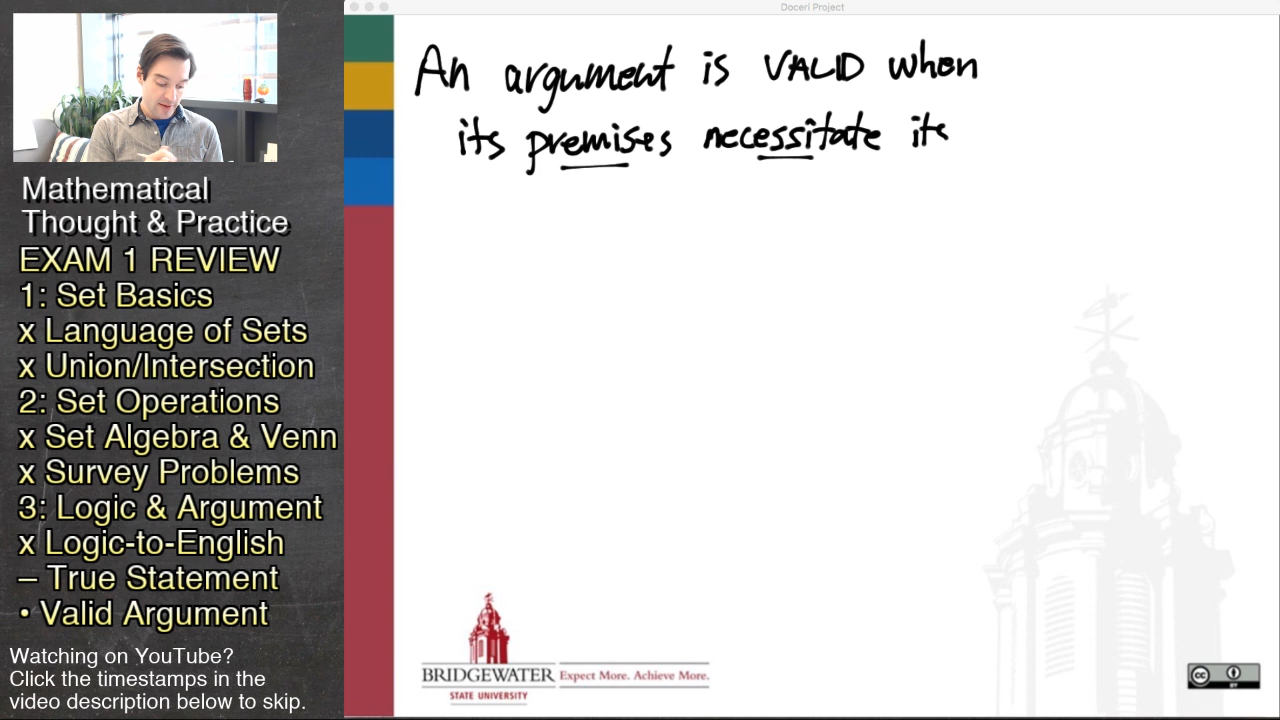 Doceri Project
An argument is VALID when
its premises necessitate its
Mathematical
Thought & Practice
EXAM 1 REVIEW
1: Set Basics
x Language of Sets
x Union/Intersection
2: Set Operations
x Set Algebra & Venn
x Survey Problems
3: Logic & Argument
x Logic-to-English
– True Statement
• Valid Argument
Watching on YouTube?
Click the timestamps in the
video description below to skip.
BRIDGEWATER
STATE UNIVERSITY
Expect More. Achieve More.
cc
BY